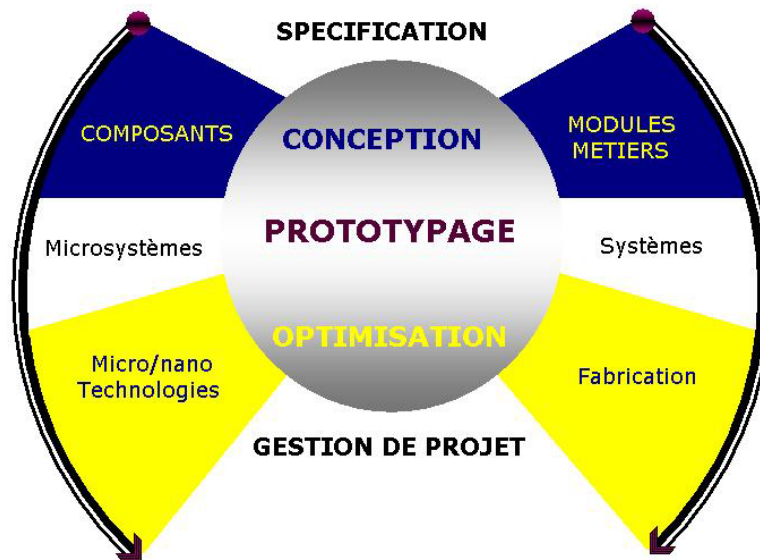 SPECIFICATION
COMPOSANTS
CONCEPTION
MODULES
METIERS
Microsystèmes
PROTOTYPAGE
Systèmes
OPTIMISATION
Micro/nano
Technologies
Fabrication
GESTION DE PROJET